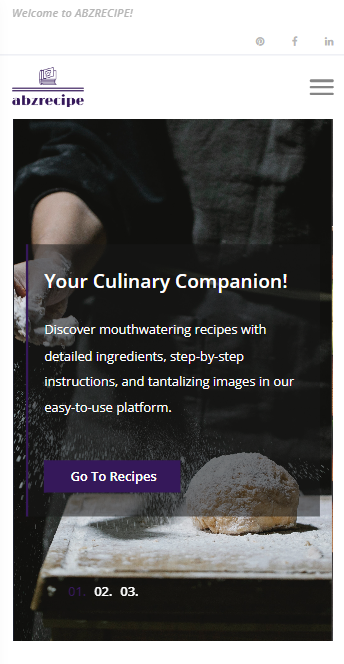 Welcome to ABZRECIPE!
abzrecipe
Your Culinary Companion!
Discover mouthwatering recipes with
detailed ingredients, step-by-step
instructions, and tantalizing images in our
easy-to-use platform.
Go To Recipes
01. 02. 03.